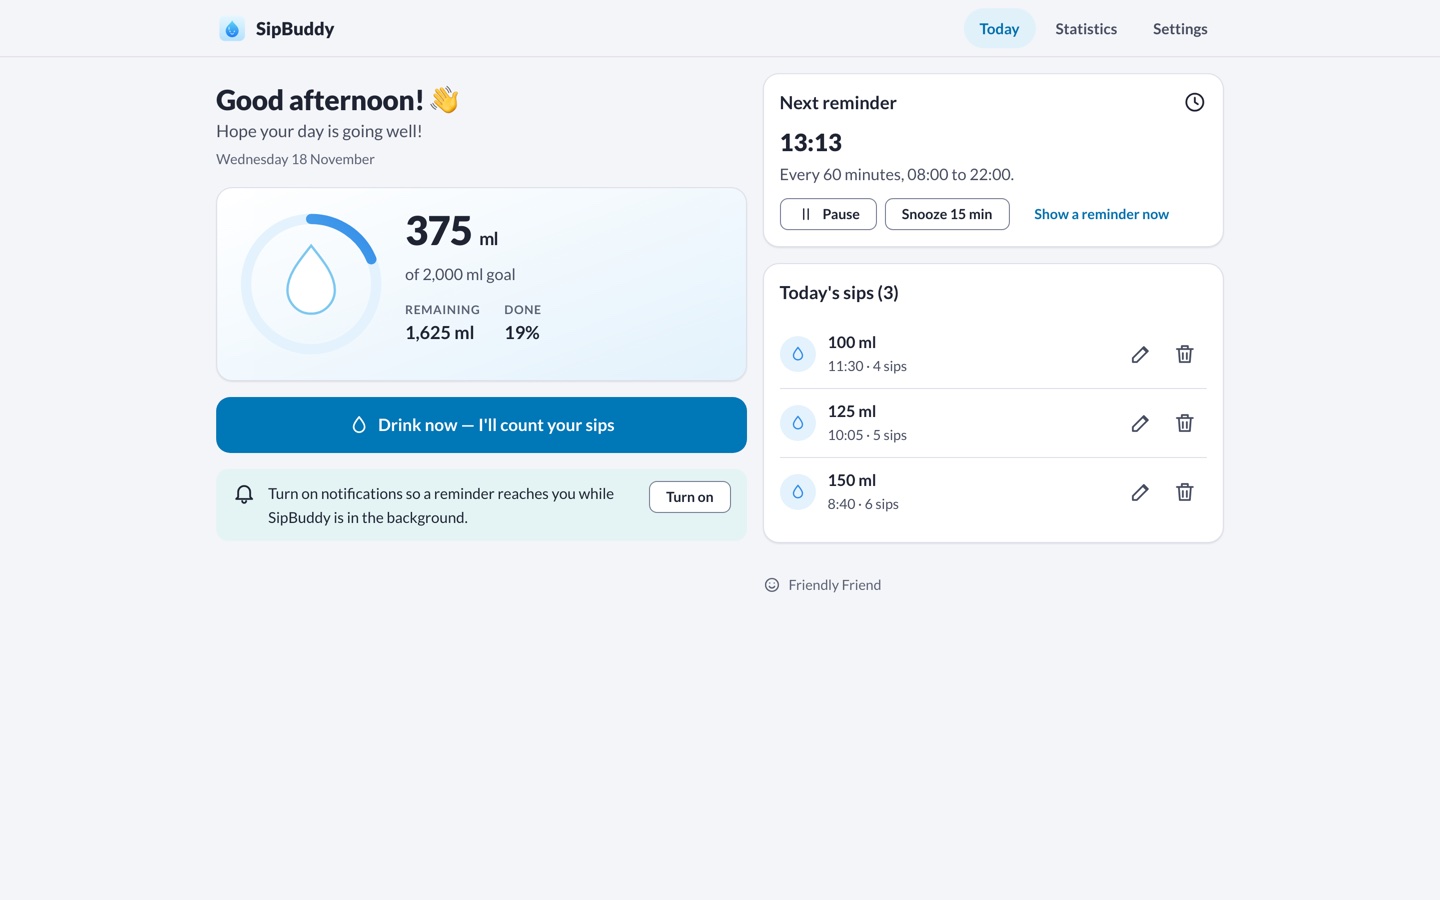 SipBuddy
Today
Statistics
Settings
Good afternoon! 👋
Hope your day is going well!
Wednesday 18 November
375 ml
of 2,000 ml goal
REMAINING
1,625 ml
DONE
19%
Drink now — I'll count your sips
Turn on notifications so a reminder reaches you while
SipBuddy is in the background.
Turn on
Next reminder
13:13
Every 60 minutes, 08:00 to 22:00.
Pause
Snooze 15 min
Show a reminder now
Today's sips (3)
100 ml
11:30 · 4 sips
125 ml
10:05 · 5 sips
150 ml
8:40 · 6 sips
Friendly Friend